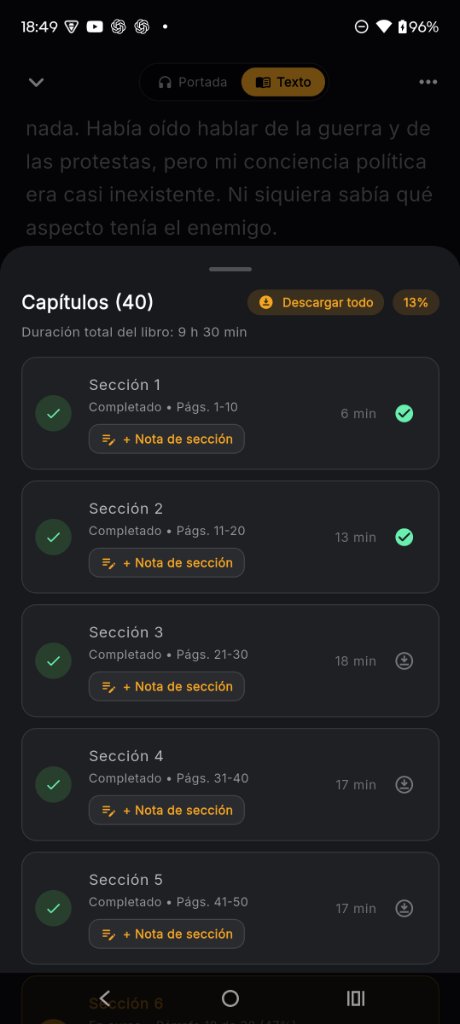 18:49
96%
Portada
Texto
nada. Había oído hablar de la guerra y de
las protestas, pero mi conciencia política
era casi inexistente. Ni siquiera sabía qué
aspecto tenía el enemigo.
Capítulos (40)
Descargar todo
13%
Duración total del libro: 9 h 30 min
Sección 1
Completado • Págs. 1-10
6 min
+ Nota de sección
Sección 2
Completado • Págs. 11-20
13 min
+ Nota de sección
Sección 3
Completado • Págs. 21-30
18 min
+ Nota de sección
Sección 4
Completado • Págs. 31-40
17 min
+ Nota de sección
Sección 5
Completado • Págs. 41-50
17 min
+ Nota de sección
Sección 6